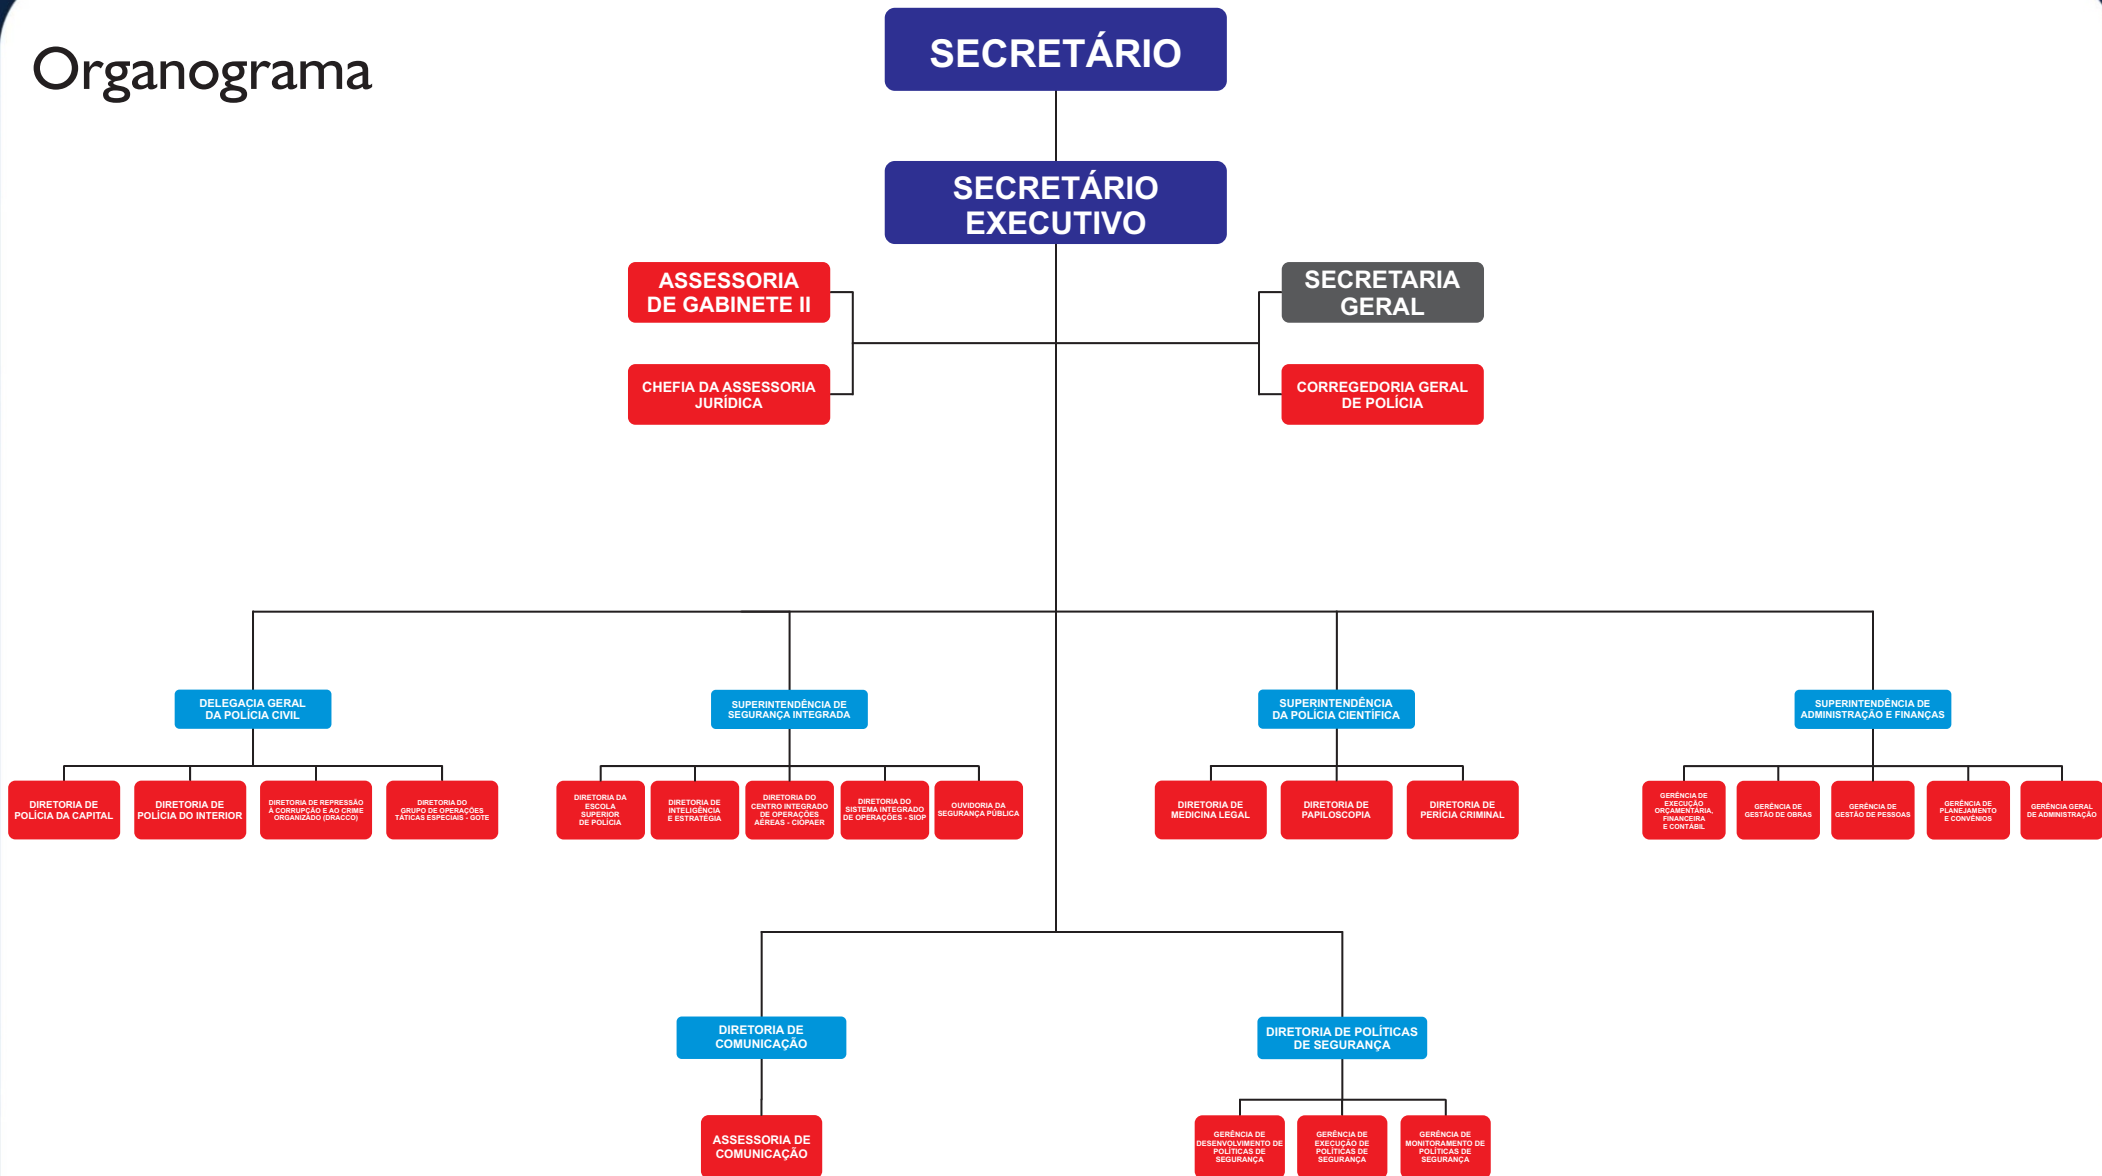 Organograma
SECRETÁRIO
SECRETÁRIO
EXECUTIVO
ASSESSORIA
DE GABINETE II
SECRETARIA
GERAL
CHEFIA DA ASSESSORIA
JURÍDICA
CORREGEDORIA GERAL
DE POLÍCIA
DELEGACIA GERAL
DA POLÍCIA CIVIL
SUPERINTENDÊNCIA DE
SEGURANÇA INTEGRADA
SUPERINTENDÊNCIA
DA POLÍCIA CIENTÍFICA
SUPERINTENDÊNCIA DE
ADMINISTRAÇÃO E FINANÇAS
DIRETORIA DE
POLÍCIA DA CAPITAL
DIRETORIA DE
POLÍCIA DO INTERIOR
DIRETORIA DE REPRESSÃO
À CORRUPÇÃO E AO CRIME
ORGANIZADO (DRACCO)
DIRETORIA DO
GRUPO DE OPERAÇÕES
TÁTICAS ESPECIAIS - GOTE
DIRETORIA DA
ESCOLA
SUPERIOR
DE POLÍCIA
DIRETORIA DE
INTELIGÊNCIA
E ESTRATÉGIA
DIRETORIA DO
CENTRO INTEGRADO
DE OPERAÇÕES
AÉREAS - CIOPAER
DIRETORIA DO
SISTEMA INTEGRADO
DE OPERAÇÕES - SIOP
OUVIDORIA DA
SEGURANÇA PÚBLICA
DIRETORIA DE
MEDICINA LEGAL
DIRETORIA DE
PAPILOSCOPIA
DIRETORIA DE
PERÍCIA CRIMINAL
GERÊNCIA DE
EXECUÇÃO
ORÇAMENTÁRIA,
FINANCEIRA
E CONTÁBIL
GERÊNCIA DE
GESTÃO DE OBRAS
GERÊNCIA DE
GESTÃO DE PESSOAS
GERÊNCIA DE
PLANEJAMENTO
E CONVÊNIOS
GERÊNCIA GERAL
DE ADMINISTRAÇÃO
DIRETORIA DE
COMUNICAÇÃO
DIRETORIA DE POLÍTICAS
DE SEGURANÇA
ASSESSORIA DE
COMUNICAÇÃO
GERÊNCIA DE
DESENVOLVIMENTO DE
POLÍTICAS DE
SEGURANÇA
GERÊNCIA DE
EXECUÇÃO DE
POLÍTICAS DE
SEGURANÇA
GERÊNCIA DE
MONITORAMENTO DE
POLÍTICAS DE
SEGURANÇA